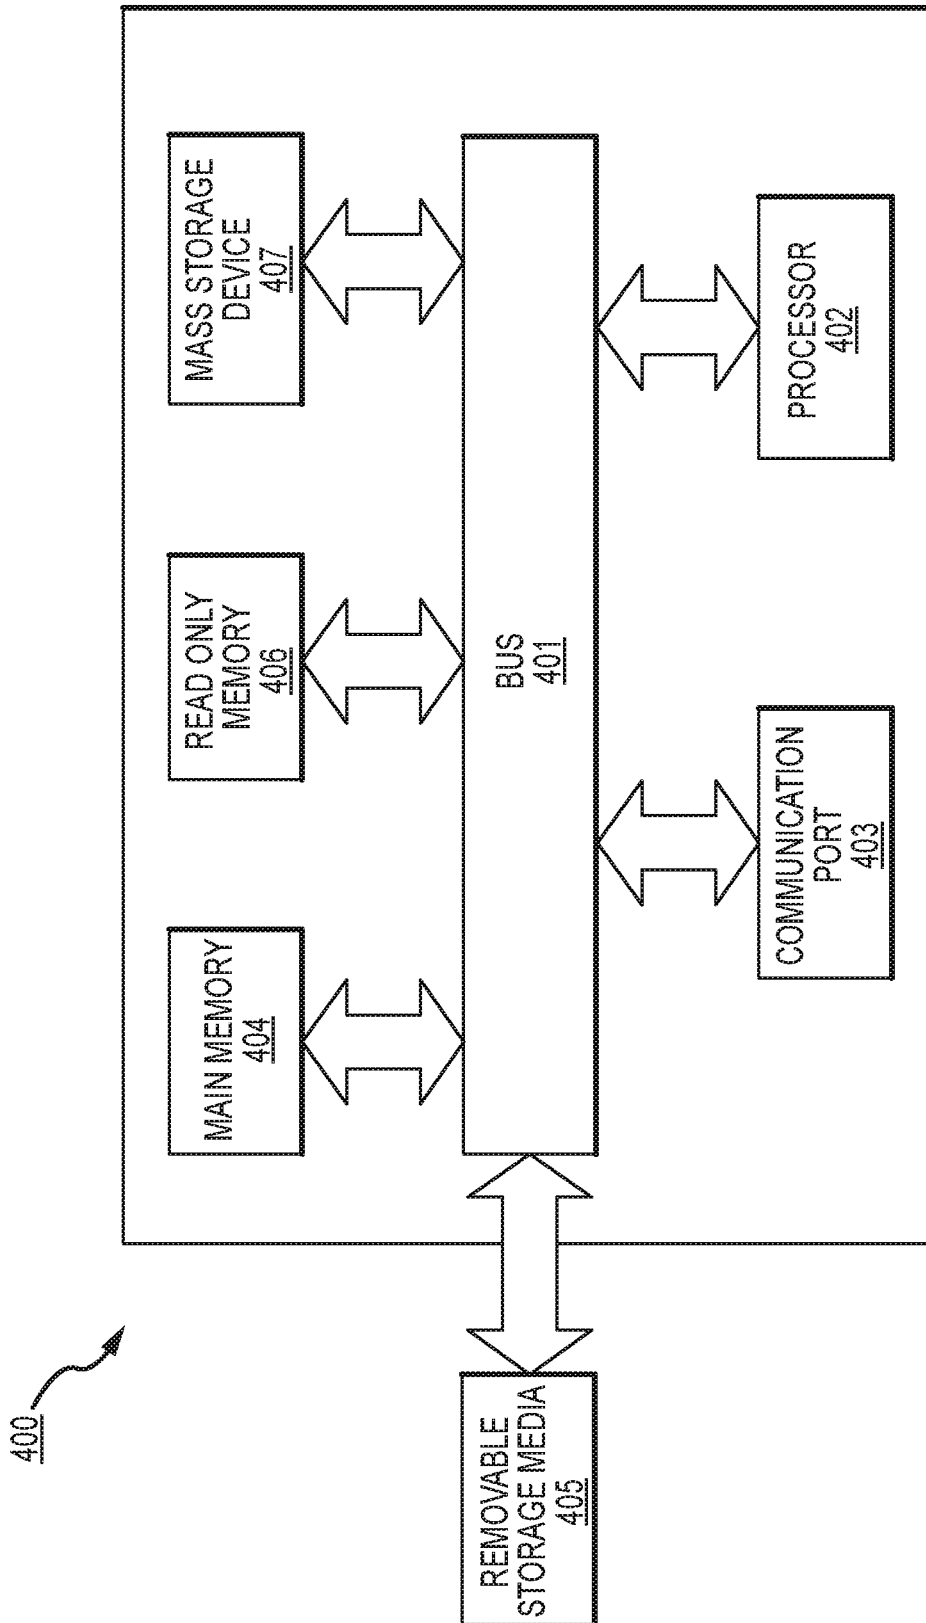 400
MAIN MEMORY
404
READ ONLY
MEMORY
406
MASS STORAGE
DEVICE
407
REMOVABLE
STORAGE MEDIA
405
BUS
401
COMMUNICATION
PORT
403
PROCESSOR
402